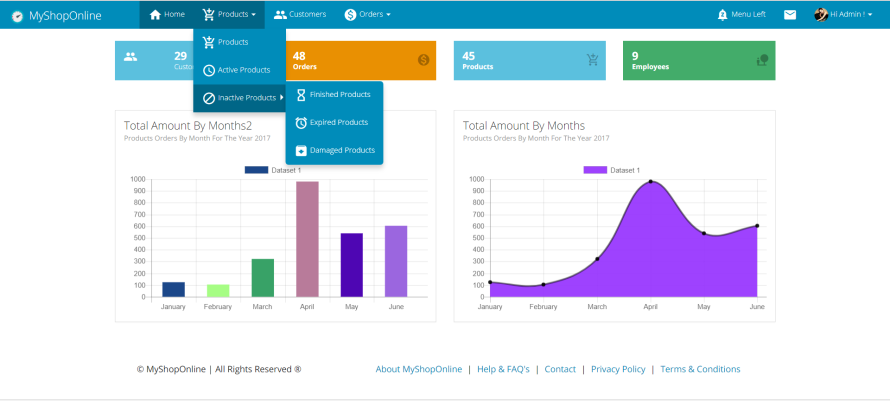 MyShopOnline
Home
Products
Customers
Orders
Menu Left
Hi Admin !
Products
Active Products
Inactive Products
Finished Products
Expired Products
Damaged Products
29
48
Orders
45
Products
9
Employees
Total Amount By Months2
Products Orders By Month For The Year 2017
Dataset 1
1000
900
800
700
600
500
400
300
200
100
0
January February March April May June
Total Amount By Months
Products Orders By Month For The Year 2017
Dataset 1
1000
900
800
700
600
500
400
300
200
100
0
January February March April May June
© MyShopOnline | All Rights Reserved ®
About MyShopOnline | Help & FAQ's | Contact | Privacy Policy | Terms & Conditions